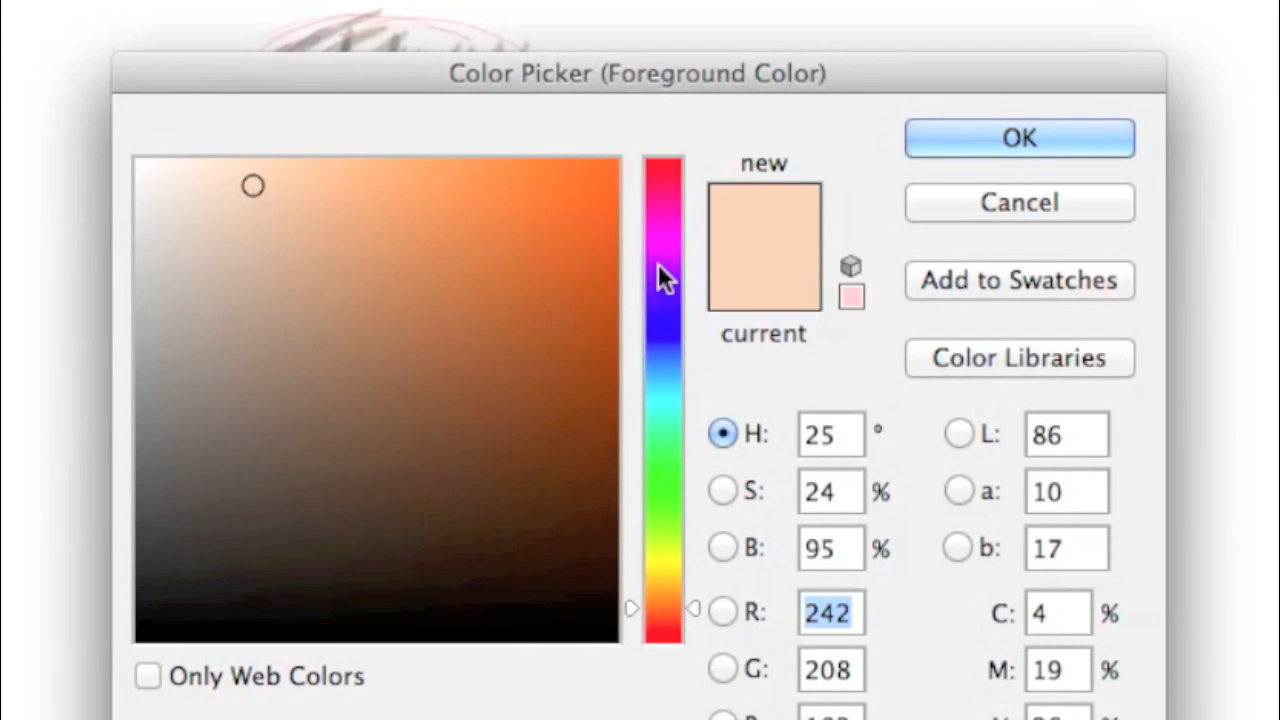 Color Picker (Foreground Color)
OK
new
Cancel
Add to Swatches
current
Color Libraries
H: 25 ° L: 86
S: 24 % a: 10
B: 95 % b: 17
R: 242 C: 4 %
G: 208 M: 19 %
Only Web Colors